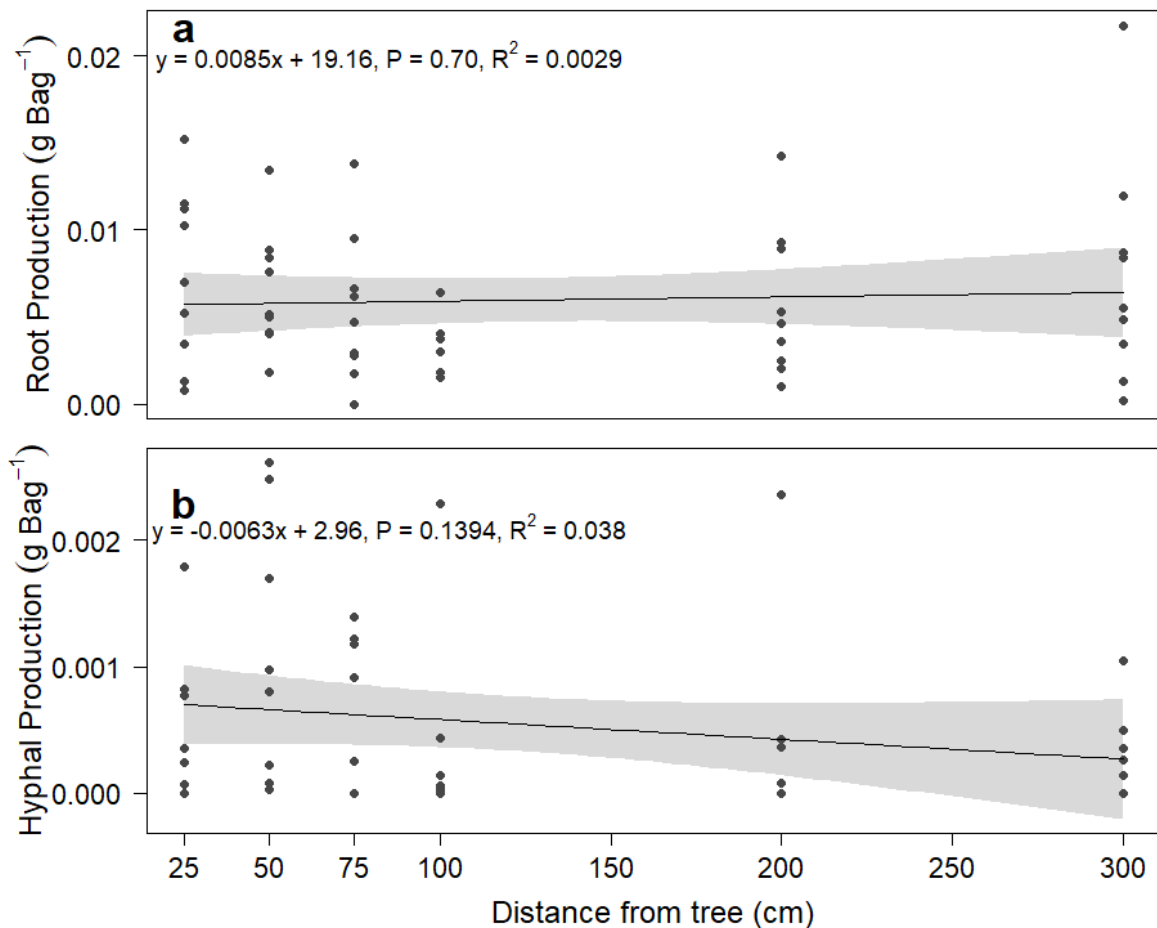 a
y = 0.0085x + 19.16, P = 0.70, R² = 0.0029
Root Production (g Bag⁻¹)
0.02
0.01
0.00
b
y = -0.0063x + 2.96, P = 0.1394, R² = 0.038
Hyphal Production (g Bag⁻¹)
0.002
0.001
0.000
25 50 75 100 150 200 250 300
Distance from tree (cm)